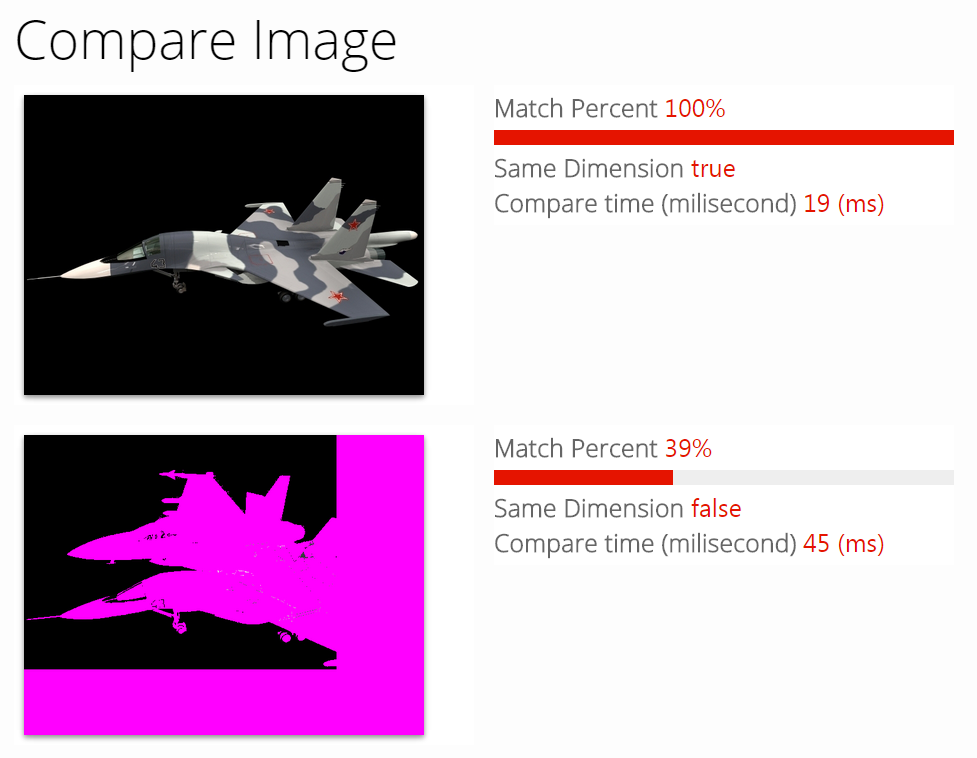 Compare Image
Match Percent 100%
Same Dimension true
Compare time (milisecond) 19 (ms)
Match Percent 39%
Same Dimension false
Compare time (milisecond) 45 (ms)